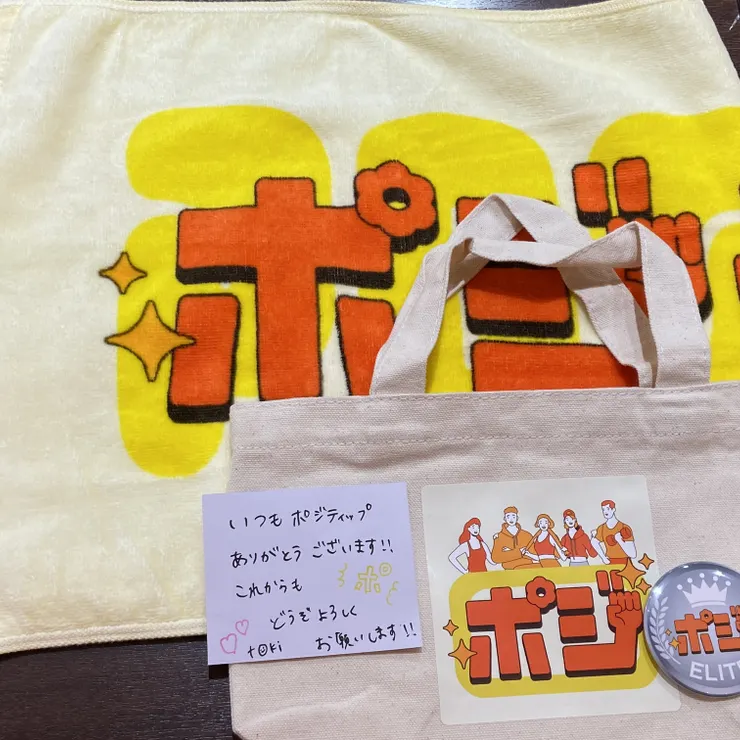 ポジ
いつも ポジティップ
ありがとう ございます!!
これからも ポ
どうぞ よろしく
toki お願いします!!
ポジ
ポジ
ELITE